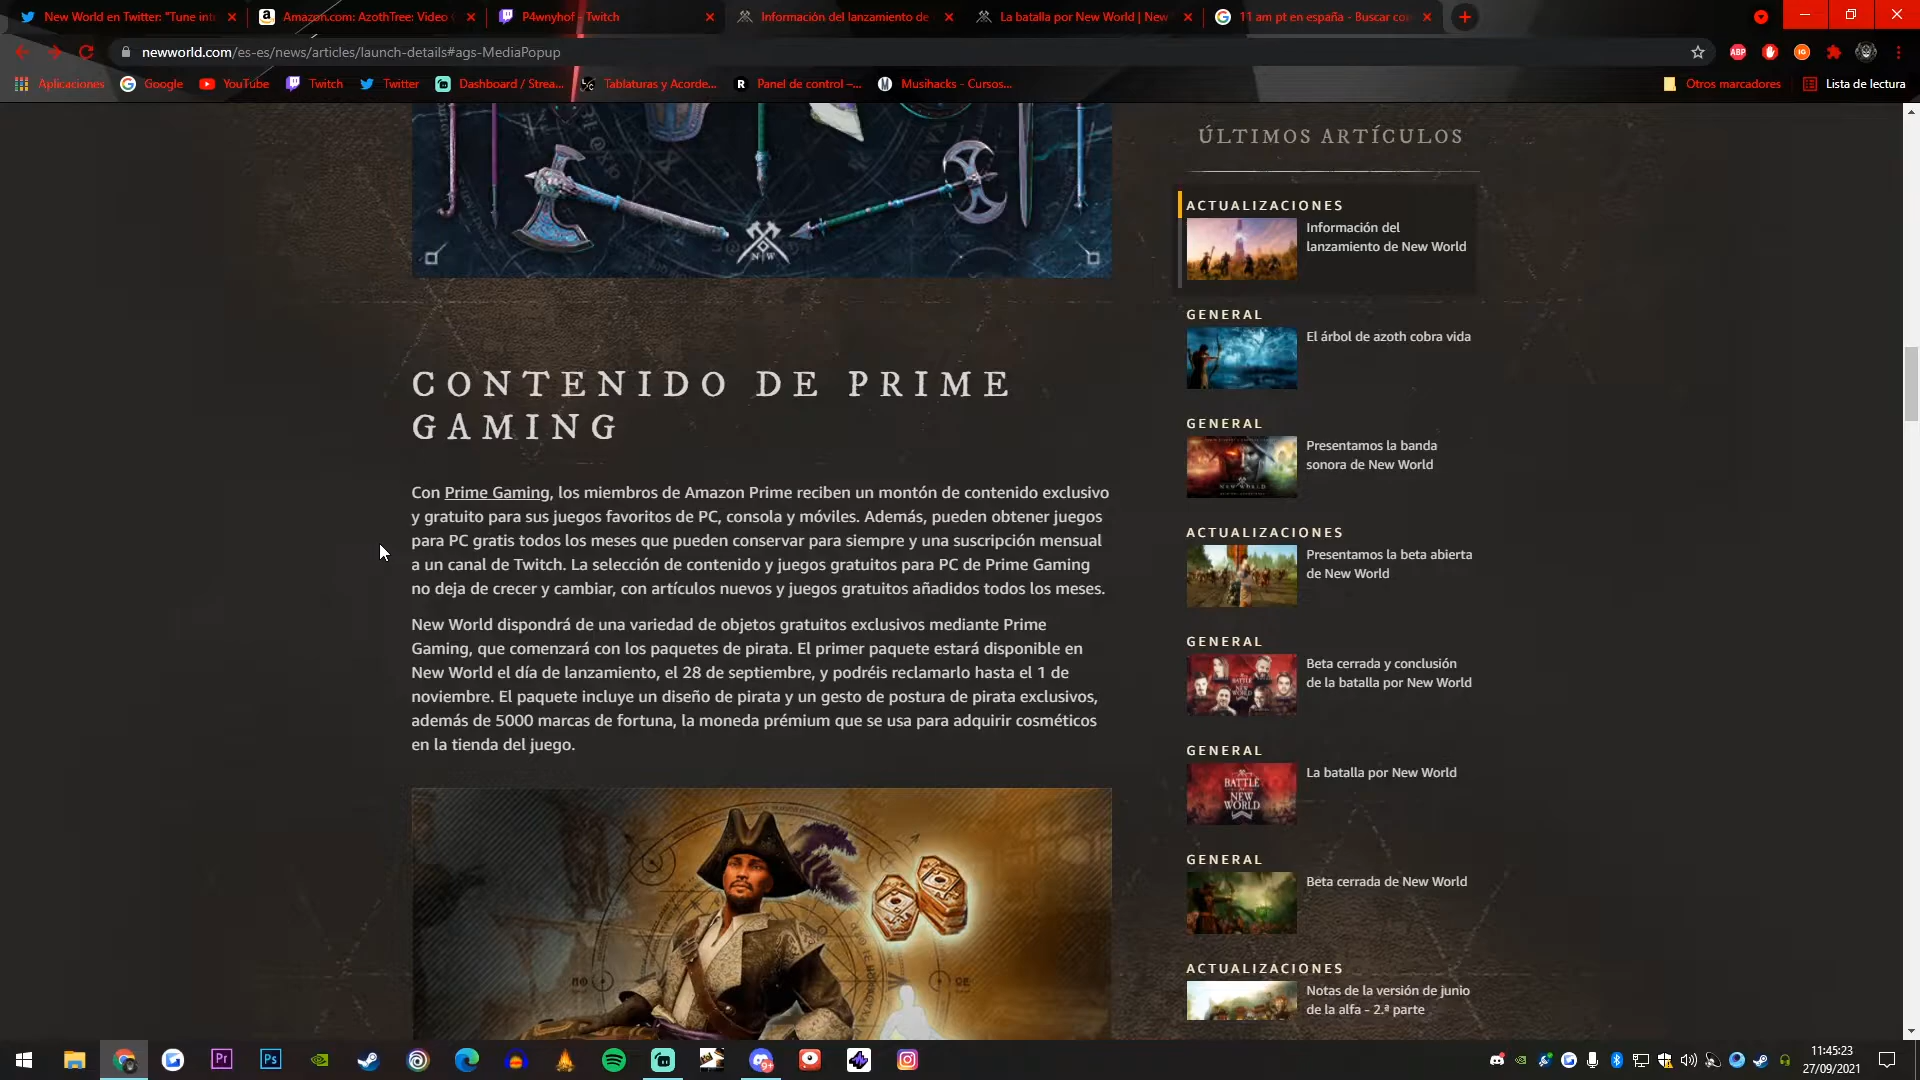 New World en Twitter: "Tune int
Amazon.com: AzothTree: Video
P4wnyhof - Twitch
Información del lanzamiento de
La batalla por New World | New
11 am pt en españa - Buscar co
newworld.com/es-es/news/articles/launch-details#ags-MediaPopup
Aplicaciones
Google
YouTube
Twitch
Twitter
Dashboard / Strea...
Tablaturas y Acorde...
Panel de control –...
Musihacks - Cursos...
Otros marcadores
Lista de lectura
CONTENIDO DE PRIME
GAMING
Con Prime Gaming, los miembros de Amazon Prime reciben un montón de contenido exclusivo
y gratuito para sus juegos favoritos de PC, consola y móviles. Además, pueden obtener juegos
para PC gratis todos los meses que pueden conservar para siempre y una suscripción mensual
a un canal de Twitch. La selección de contenido y juegos gratuitos para PC de Prime Gaming
no deja de crecer y cambiar, con artículos nuevos y juegos gratuitos añadidos todos los meses.
New World dispondrá de una variedad de objetos gratuitos exclusivos mediante Prime
Gaming, que comenzará con los paquetes de pirata. El primer paquete estará disponible en
New World el día de lanzamiento, el 28 de septiembre, y podréis reclamarlo hasta el 1 de
noviembre. El paquete incluye un diseño de pirata y un gesto de postura de pirata exclusivos,
además de 5000 marcas de fortuna, la moneda prémium que se usa para adquirir cosméticos
en la tienda del juego.
ÚLTIMOS ARTÍCULOS
ACTUALIZACIONES
Información del
lanzamiento de New World
GENERAL
El árbol de azoth cobra vida
GENERAL
Presentamos la banda
sonora de New World
ACTUALIZACIONES
Presentamos la beta abierta
de New World
GENERAL
Beta cerrada y conclusión
de la batalla por New World
GENERAL
La batalla por New World
BATTLE
NEW
WORLD
GENERAL
Beta cerrada de New World
ACTUALIZACIONES
Notas de la versión de junio
de la alfa - 2.ª parte
11:45:23
27/09/2021